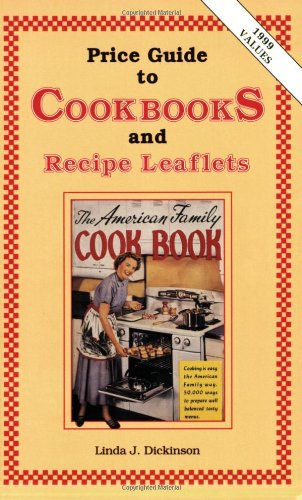 Price Guide
to
COOKBOOKS
and
Recipe Leaflets
1999
VALUES
The American Family
COOK BOOK
Cooking is easy
the American
Family way.
30,000 ways
to prepare well
balanced tasty
menus.
Linda J. Dickinson